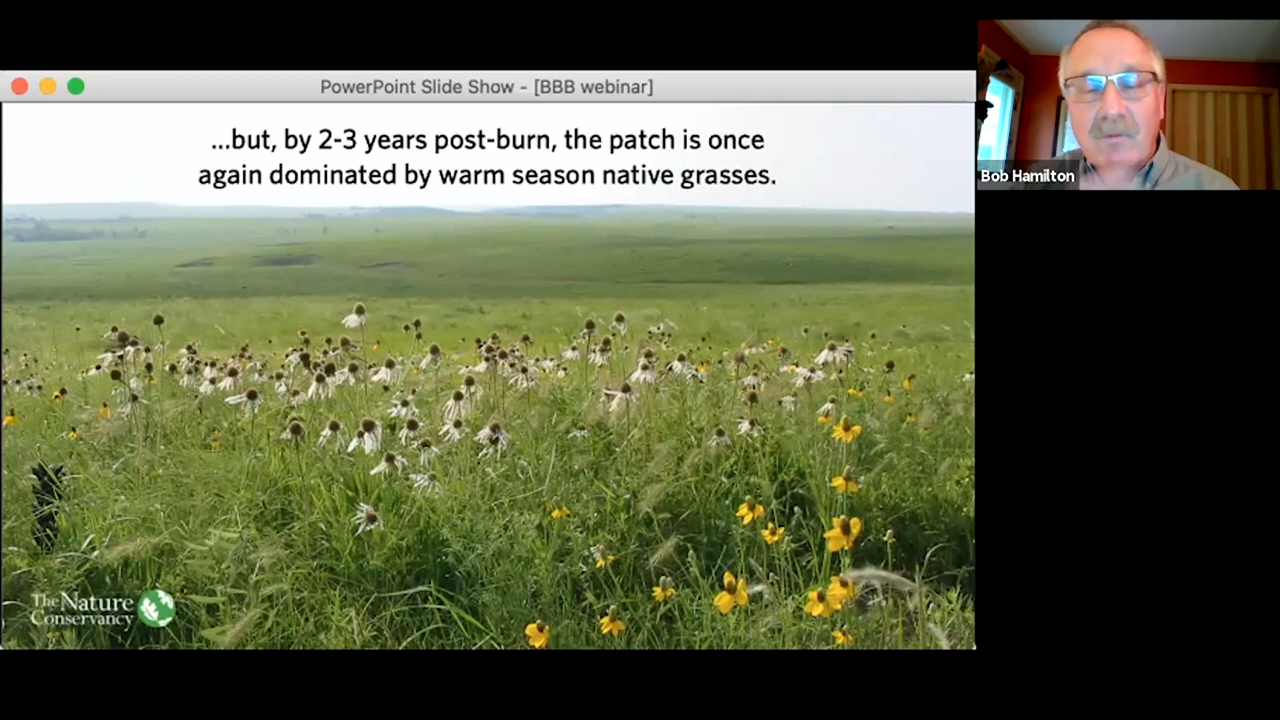 PowerPoint Slide Show - [BBB webinar]
...but, by 2-3 years post-burn, the patch is once
again dominated by warm season native grasses.
Bob Hamilton
The Nature
Conservancy